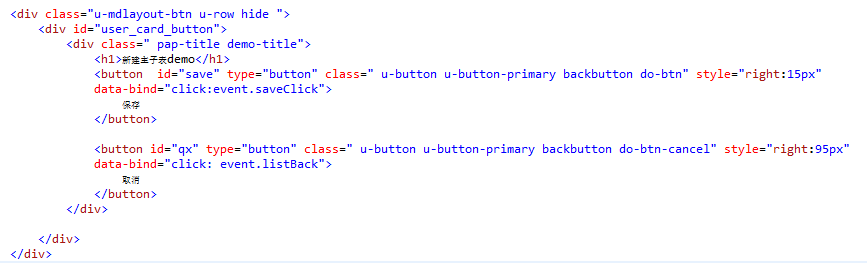 <div class="u-mdlayout-btn u-row hide ">
<div id="user_card_button">
<div class=" pap-title demo-title">
<h1>新建主子表demo</h1>
<button  id="save" type="button" class=" u-button u-button-primary backbutton do-btn" style="right:15px"
data-bind="click:event.saveClick">
保存
</button>
<button id="qx" type="button" class=" u-button u-button-primary backbutton do-btn-cancel" style="right:95px"
data-bind="click: event.listBack">
取消
</button>
</div>
</div>
</div>